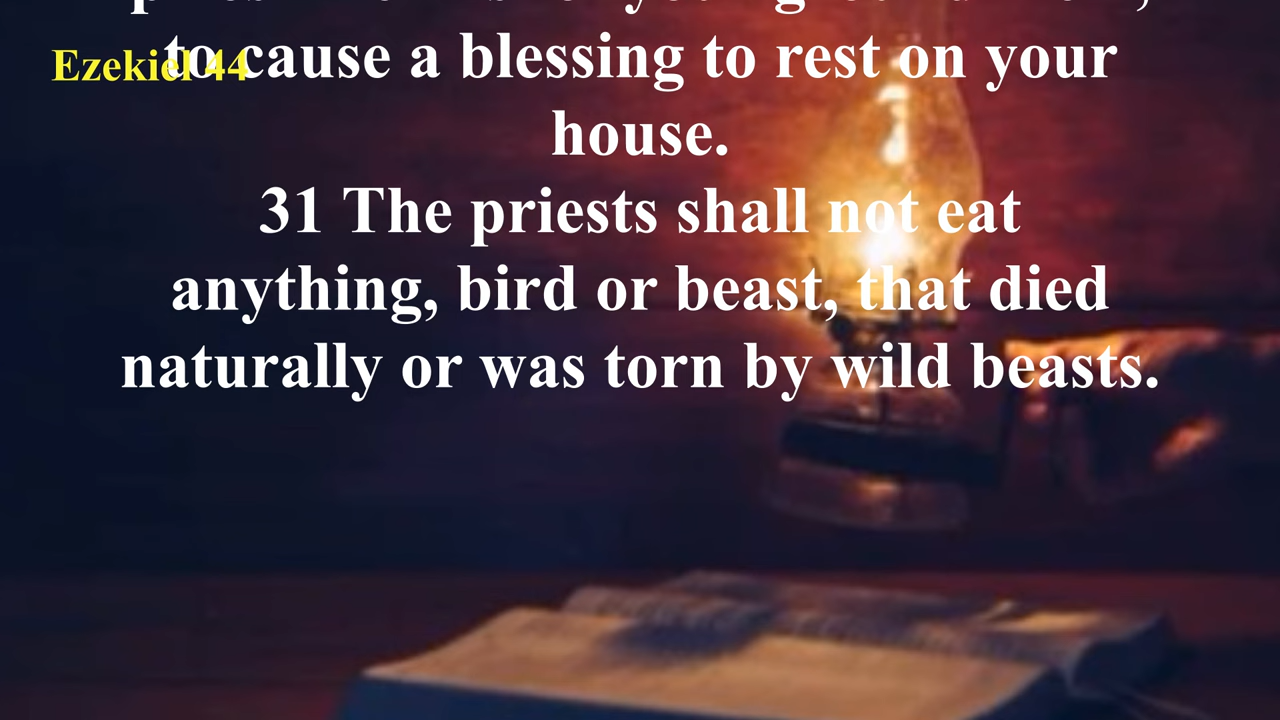 Ezekiel 44
to cause a blessing to rest on your
house.
31 The priests shall not eat
anything, bird or beast, that died
naturally or was torn by wild beasts.